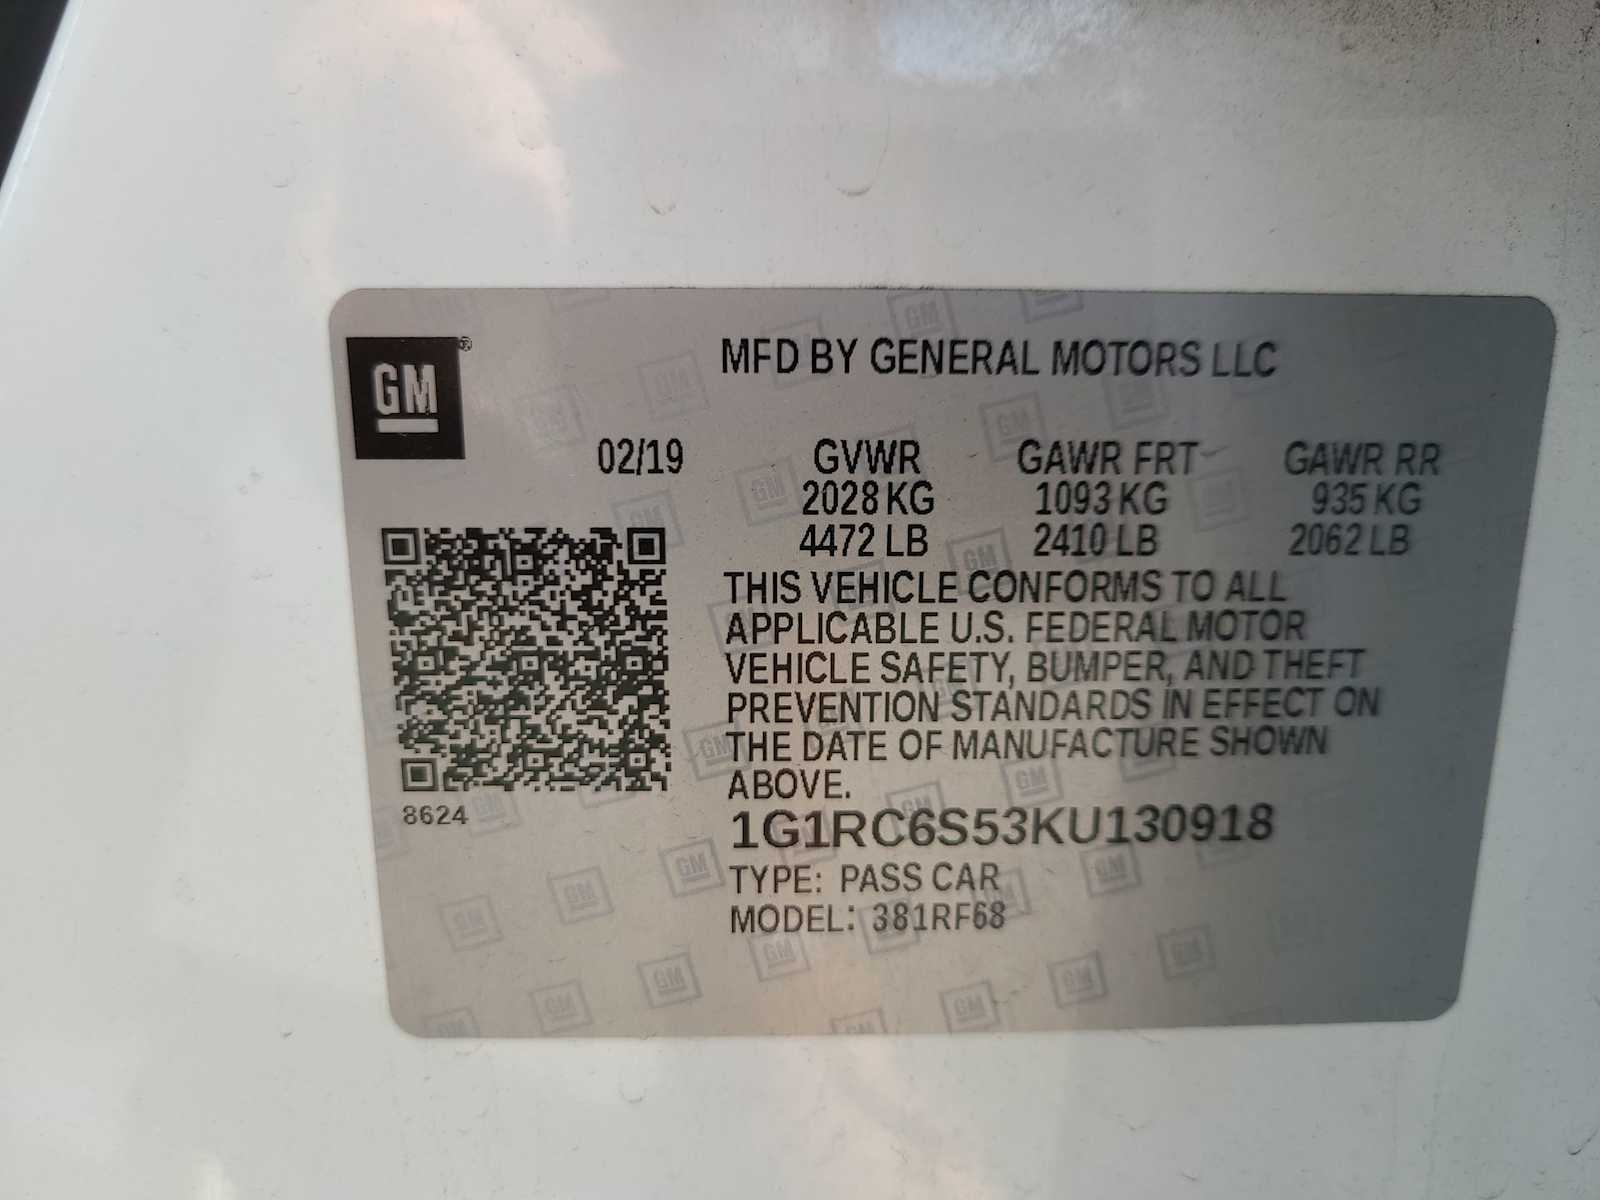 GM®
MFD BY GENERAL MOTORS LLC
02/19 GVWR GAWR FRT GAWR RR
2028 KG 1093 KG 935 KG
4472 LB 2410 LB 2062 LB
THIS VEHICLE CONFORMS TO ALL
APPLICABLE U.S. FEDERAL MOTOR
VEHICLE SAFETY, BUMPER, AND THEFT
PREVENTION STANDARDS IN EFFECT ON
THE DATE OF MANUFACTURE SHOWN
ABOVE.
8624
1G1RC6S53KU130918
TYPE: PASS CAR
MODEL: 381RF68